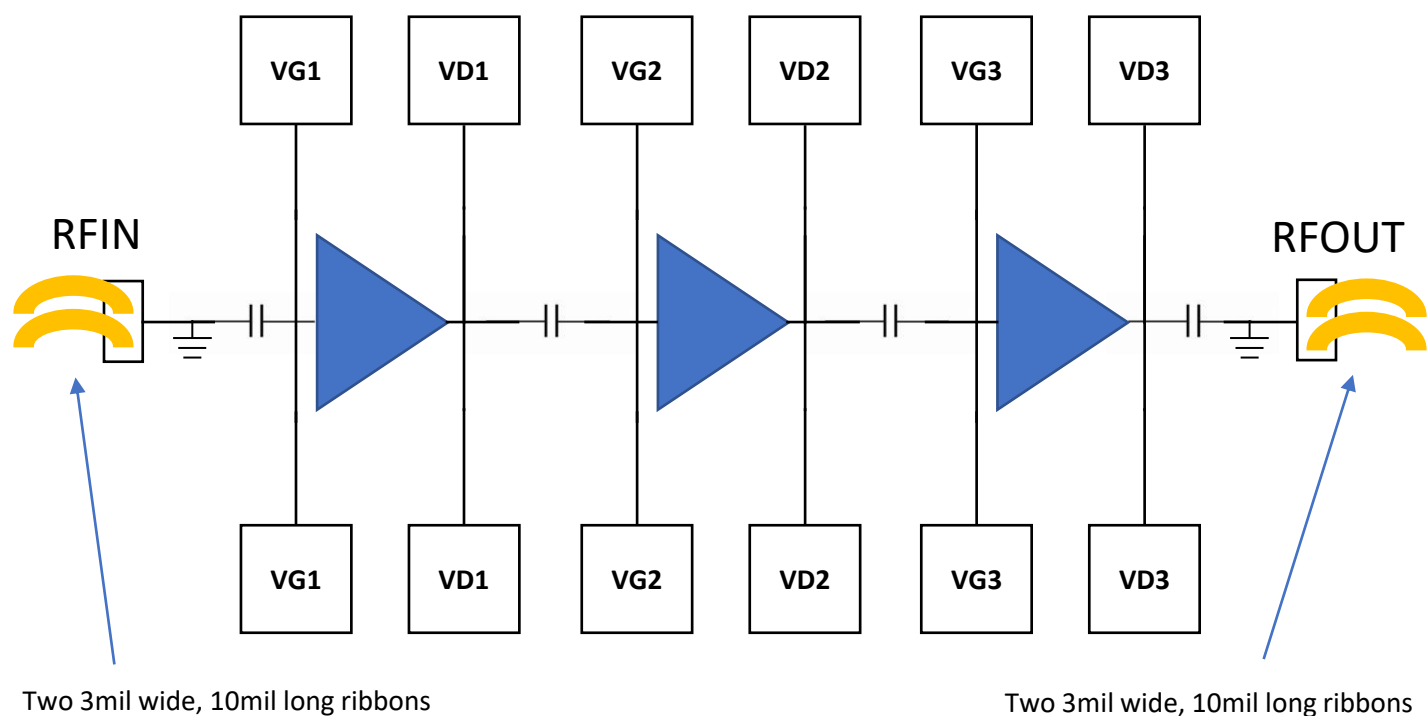 VG1
VD1
VG2
VD2
VG3
VD3
RFIN
RFOUT
VG1
VD1
VG2
VD2
VG3
VD3
Two 3mil wide, 10mil long ribbons
Two 3mil wide, 10mil long ribbons